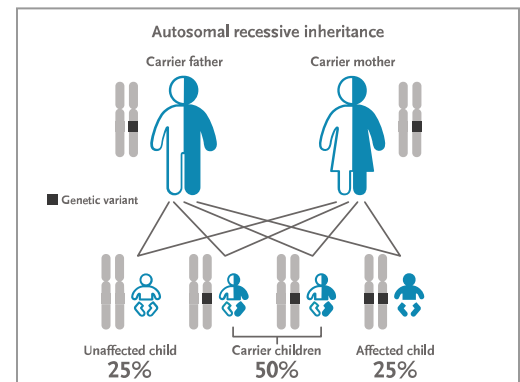 Autosomal recessive inheritance
Carrier father
Carrier mother
Genetic variant
Unaffected child
25%
Carrier children
50%
Affected child
25%